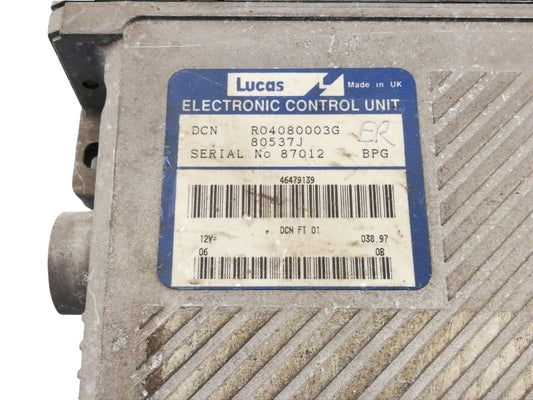 Lucas Made in UK
ELECTRONIC CONTROL UNIT
DCN R04080003G ER
80537J
SERIAL No 87012 BPG
46479139
DCN FT 01
12V= 038.97
06 0B